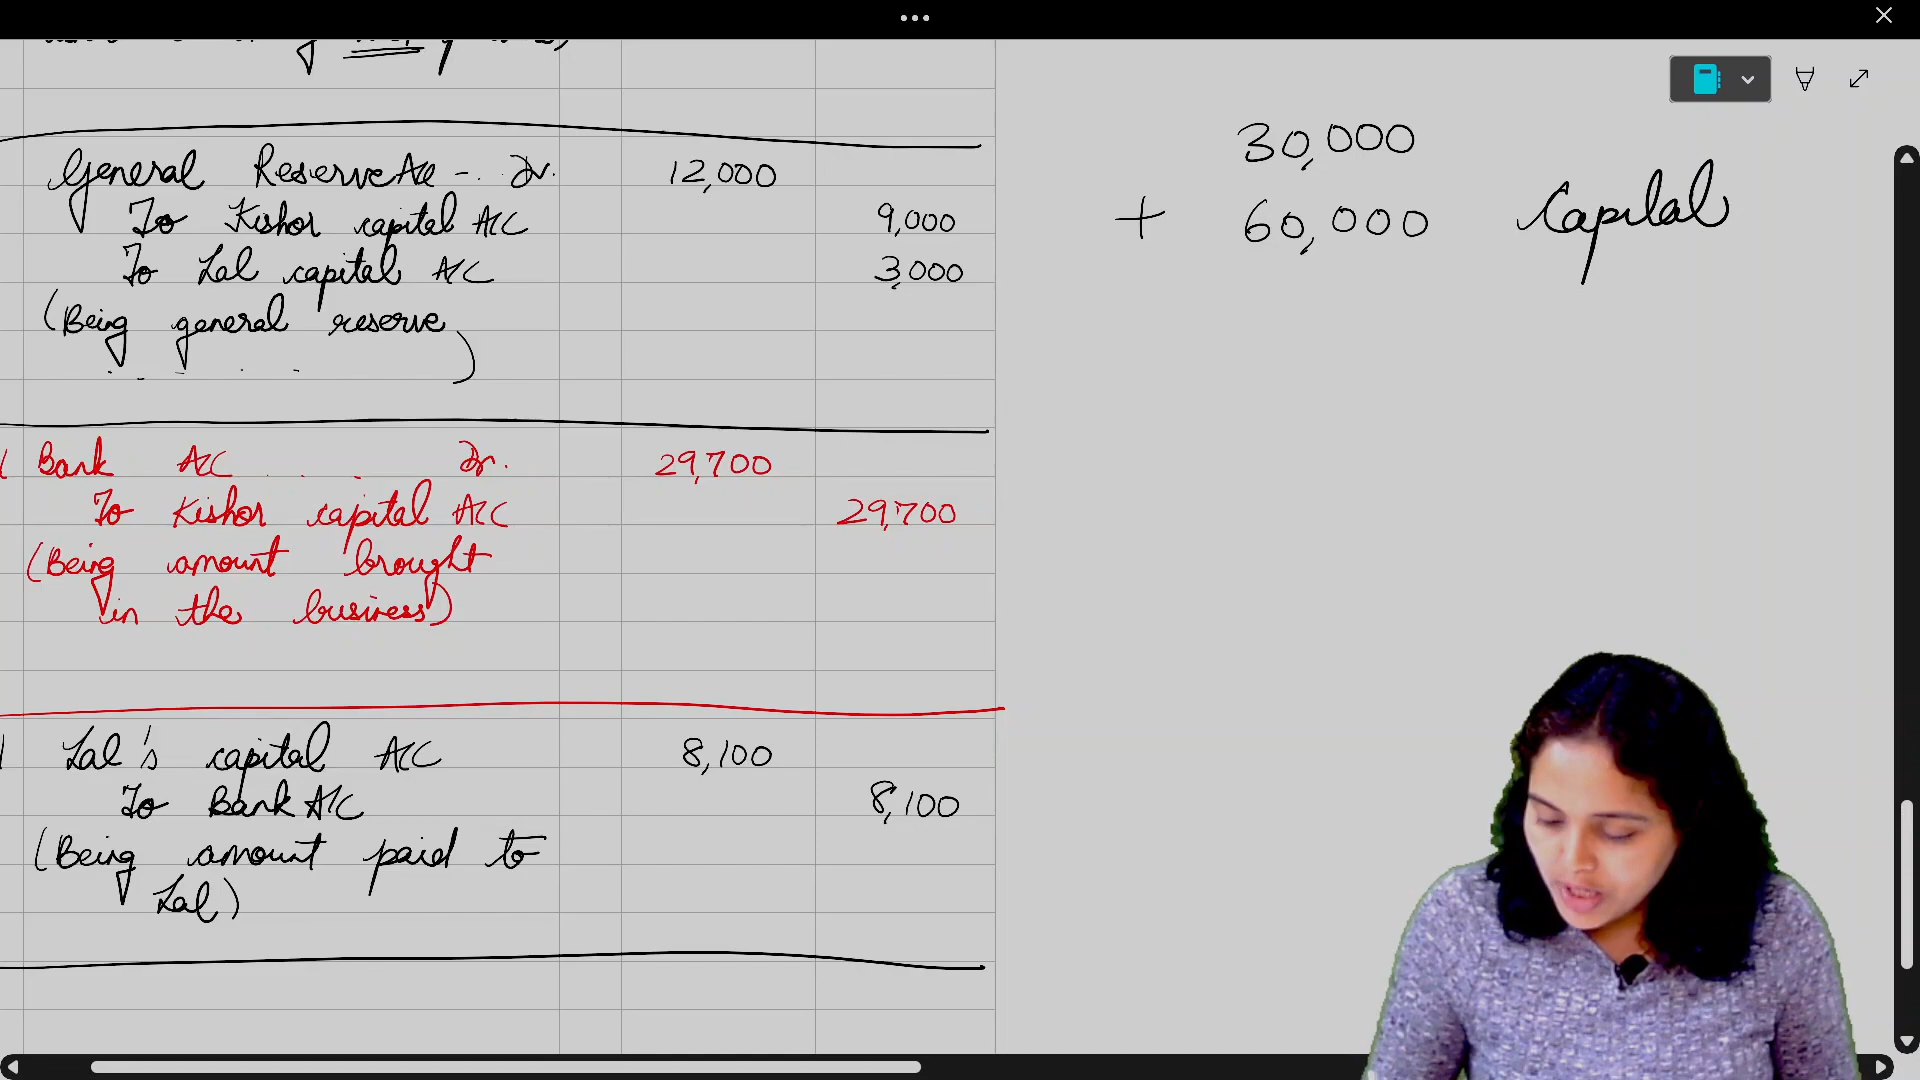 General Reserve A/c -. Dr. 12,000
To Kishor capital A/C 9,000
To Lal capital A/C 3,000
(Being general reserve
. . . . . )
Bank A/C . . . . Dr. 29,700
To Kishor capital A/C 29,700
(Being amount brought
in the business)
Lal's capital A/C 8,100
To Bank A/C 8,100
(Being amount paid to
Lal)
30,000
+ 60,000 Capital